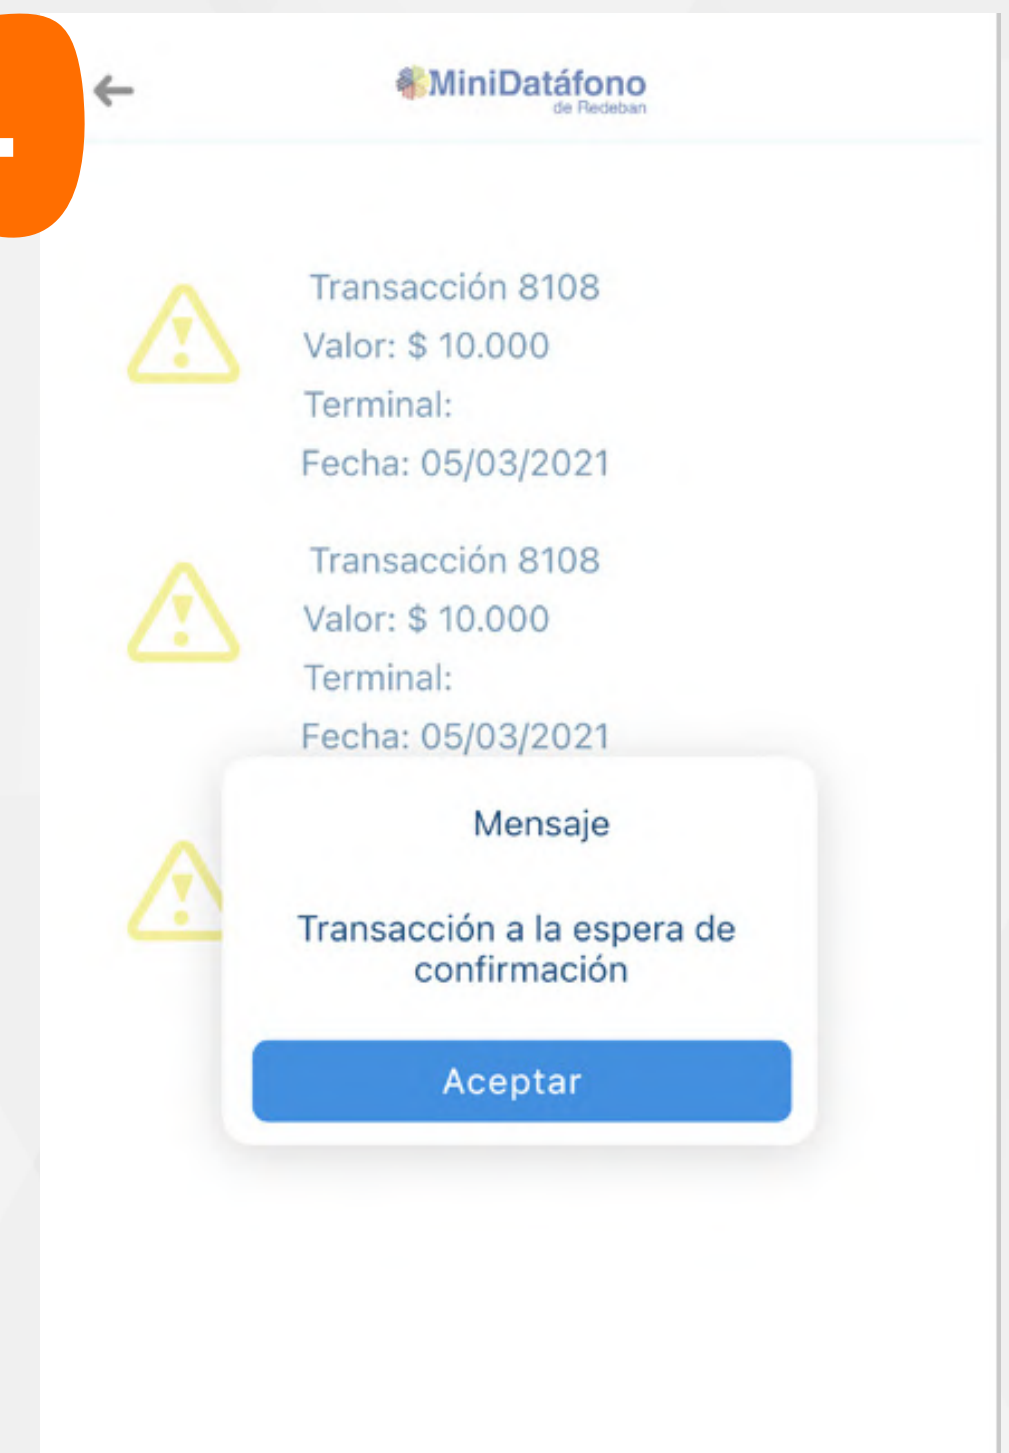 MiniDatáfono
de Redeban
Transacción 8108
Valor: $ 10.000
Terminal:
Fecha: 05/03/2021
Transacción 8108
Valor: $ 10.000
Terminal:
Fecha: 05/03/2021
Mensaje
Transacción a la espera de
confirmación
Aceptar